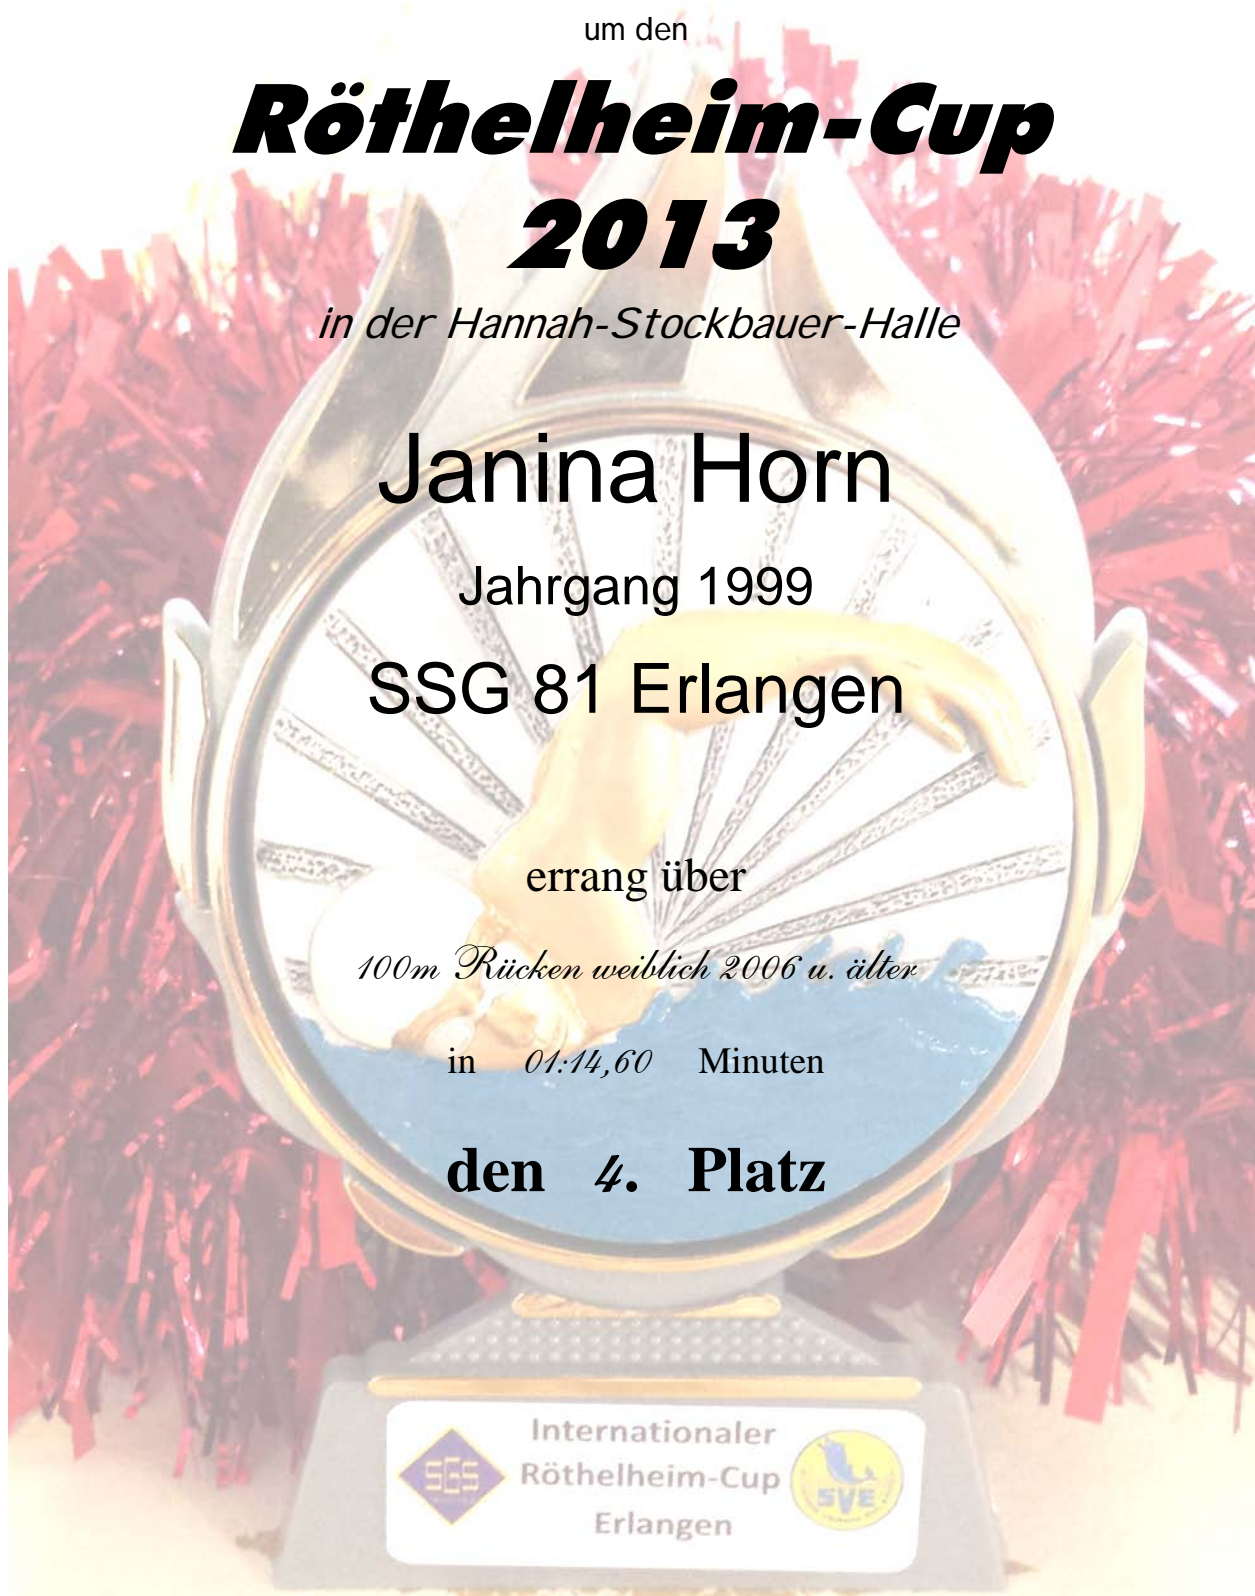 um den
Röthelheim-Cup
2013
in der Hannah-Stockbauer-Halle
Janina Horn
Jahrgang 1999
SSG 81 Erlangen
errang über
100m Rücken weiblich 2006 u. älter
in 01:14,60 Minuten
den 4. Platz
Internationaler
Röthelheim-Cup
Erlangen
SGS
SVE